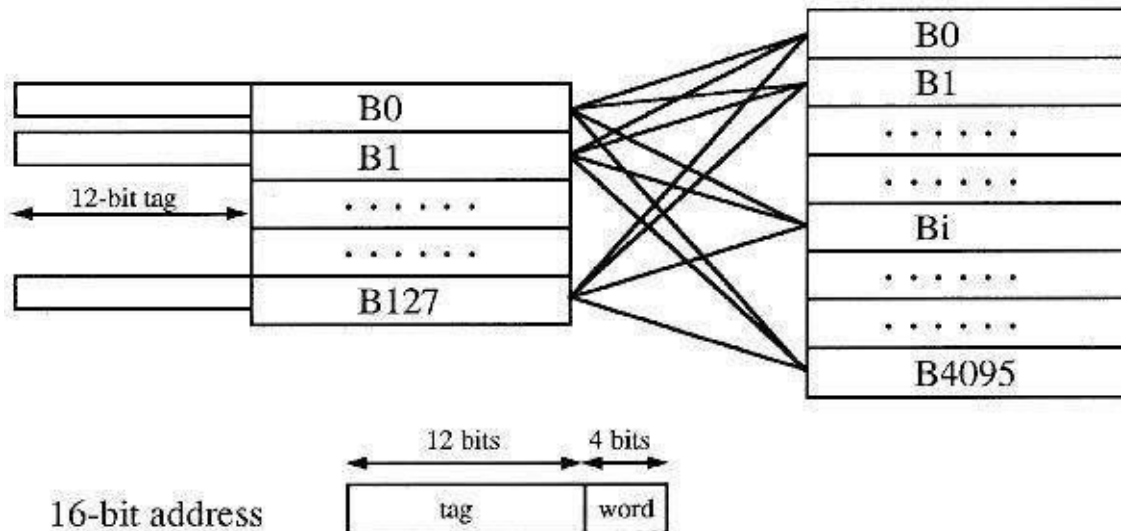 B0
B1
12-bit tag
. . . . . .
. . . . . .
B127
B0
B1
. . . . . .
. . . . . .
Bi
. . . . . .
. . . . . .
B4095
12 bits
4 bits
16-bit address
tag
word